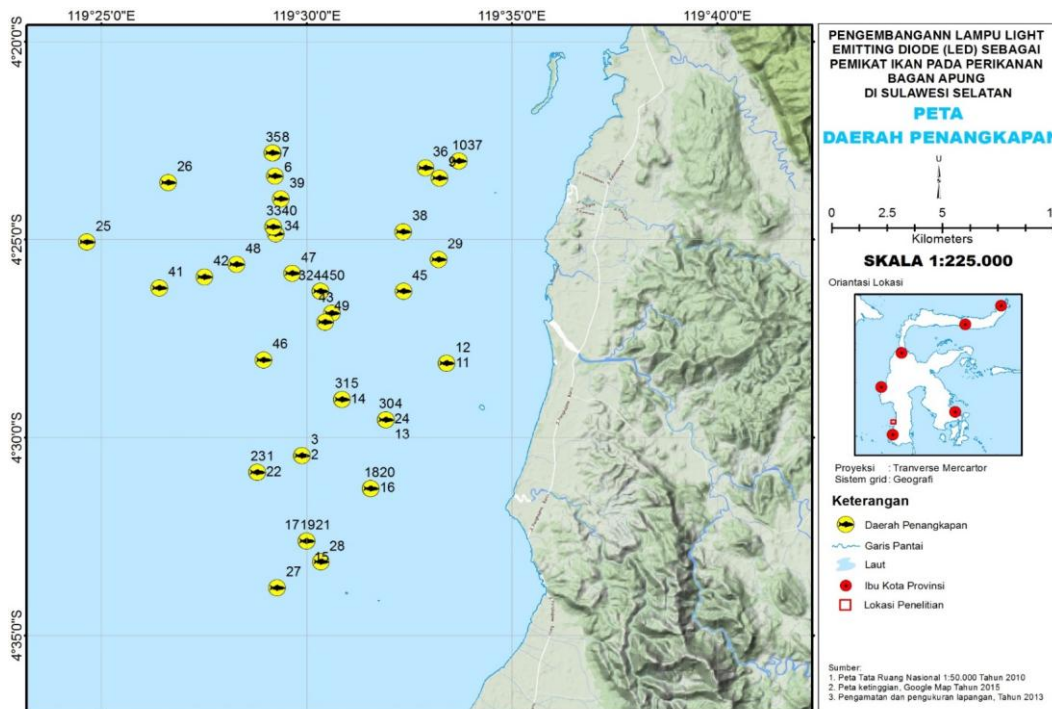 119°25'0"E
119°30'0"E
119°35'0"E
119°40'0"E
4°20'0"S
4°25'0"S
4°30'0"S
4°35'0"S
358
7
6
39
3340
34
26
25
36
9
1037
38
29
48
42
41
47
324450
43
49
45
46
12
11
315
14
304
24
13
3
2
231
22
1820
16
171921
28
15
27
PENGEMBANGANN LAMPU LIGHT
EMITTING DIODE (LED) SEBAGAI
PEMIKAT IKAN PADA PERIKANAN
BAGAN APUNG
DI SULAWESI SELATAN
PETA
DAERAH PENANGKAPAN
U
S
0 2.5 5 1
Kilometers
SKALA 1:225.000
Oriantasi Lokasi
Proyeksi : Tranverse Mercartor
Sistem grid : Geografi
Keterangan
Daerah Penangkapan
Garis Pantai
Laut
Ibu Kota Provinsi
Lokasi Penelitian
Sumber:
1. Peta Tata Ruang Nasional 1:50.000 Tahun 2010
2. Peta ketinggian, Google Map Tahun 2015
3. Pengamatan dan pengukuran lapangan, Tahun 2013